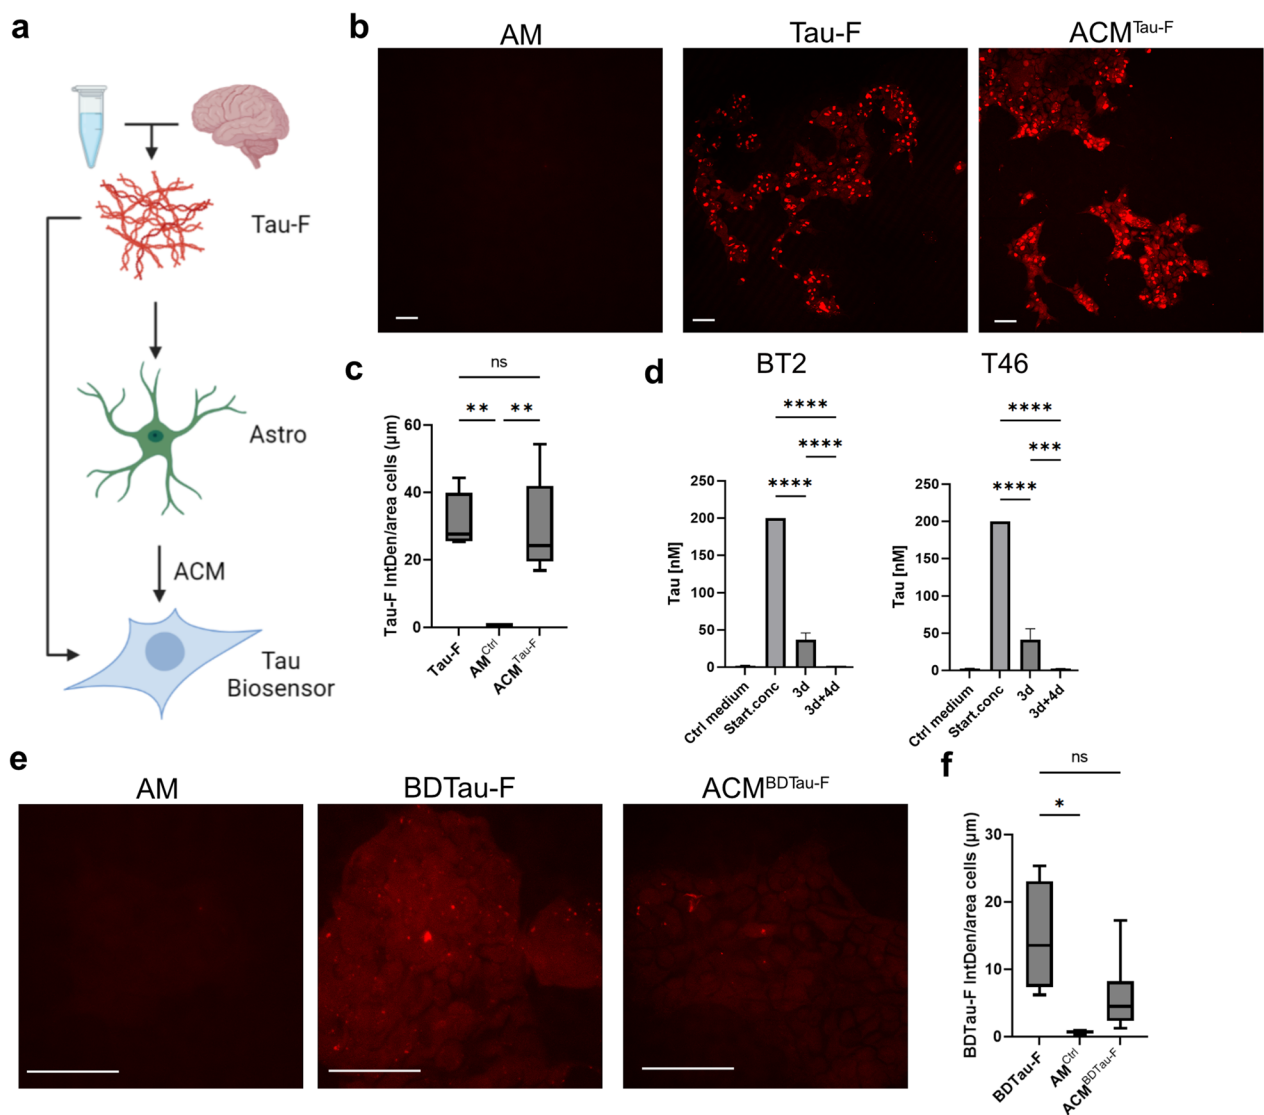 a
Tau-F
Astro
ACM
Tau
Biosensor
b
AM
Tau-F
ACM^Tau-F
c
ns
** **
Tau-F IntDen/area cells (µm)
60
40
20
0
Tau-F
AM^Ctrl
ACM^Tau-F
d
BT2
****
****
****
Tau [nM]
250
200
150
100
50
0
Ctrl medium
Start.conc
3d
3d+4d
T46
****
***
****
Tau [nM]
250
200
150
100
50
0
Ctrl medium
Start.conc
3d
3d+4d
e
AM
BDTau-F
ACM^BDTau-F
f
ns
*
BDTau-F IntDen/area cells (µm)
30
20
10
0
BDTau-F
AM^Ctrl
ACM^BDTau-F